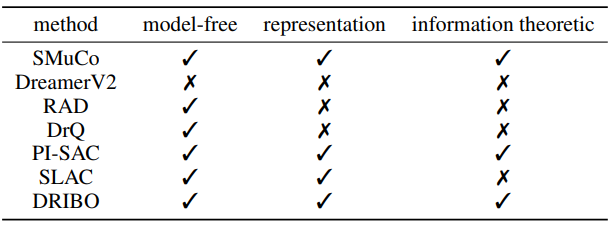 method model-free representation information theoretic
SMuCo ✓ ✓ ✓
DreamerV2 ✗ ✗ ✗
RAD ✓ ✗ ✗
DrQ ✓ ✗ ✗
PI-SAC ✓ ✓ ✓
SLAC ✓ ✓ ✗
DRIBO ✓ ✓ ✓